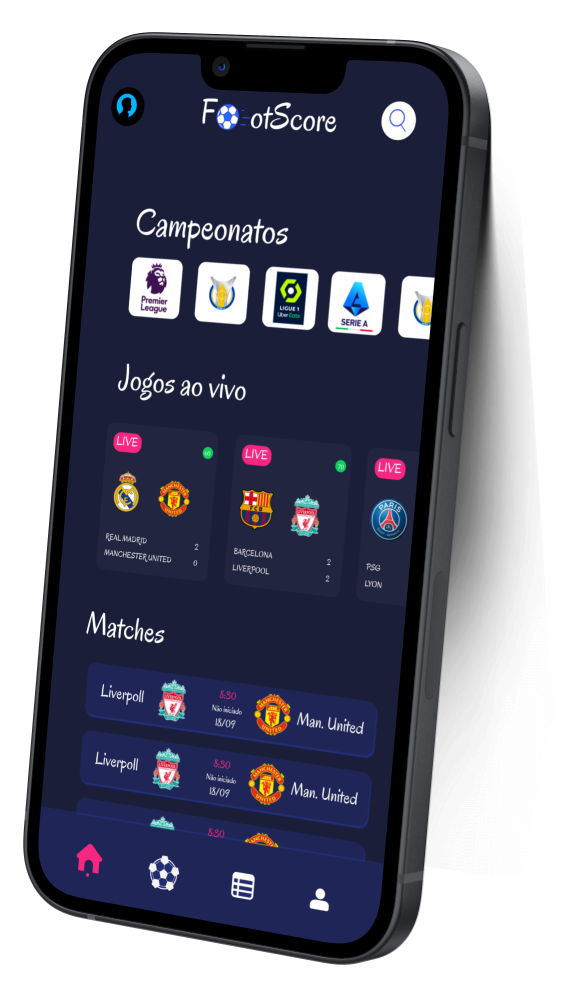 FootScore
Campeonatos
Premier
League
LIGUE 1
Uber Eats
SERIE A
Jogos ao vivo
LIVE
LIVE
LIVE
70
FCB
PARIS
REAL MADRID 2
MANCHESTER UNITED 0
BARCELONA 2
LIVERPOOL 2
PSG
LYON
Matches
Liverpoll
8:30
Não iniciado
18/09
Man. United
Liverpoll
8:30
Não iniciado
18/09
Man. United
8:30